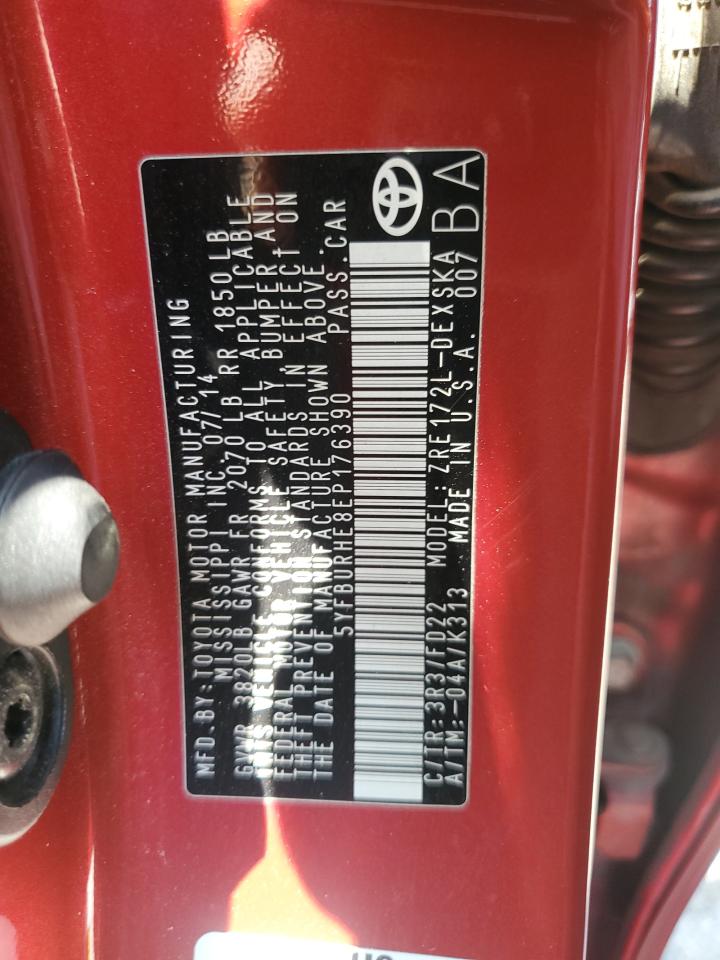 MFD. BY: TOYOTA MOTOR MANUFACTURING
MISSISSIPPI INC. 07/14
GVWR 3820LB GAWR FR 2070 LB RR 1850 LB
THIS VEHICLE CONFORMS TO ALL APPLICABLE
FEDERAL MOTOR VEHICLE SAFETY, BUMPER AND
THEFT PREVENTION STANDARDS IN EFFECT ON
THE DATE OF MANUFACTURE SHOWN ABOVE.
5YFBURHE8EP176390 PASS. CAR
C/TR: 3R3/FD22 MODEL: ZRE172L-DEXSKA
A/TM: -04A/K313 MADE IN U.S.A. 007
BA